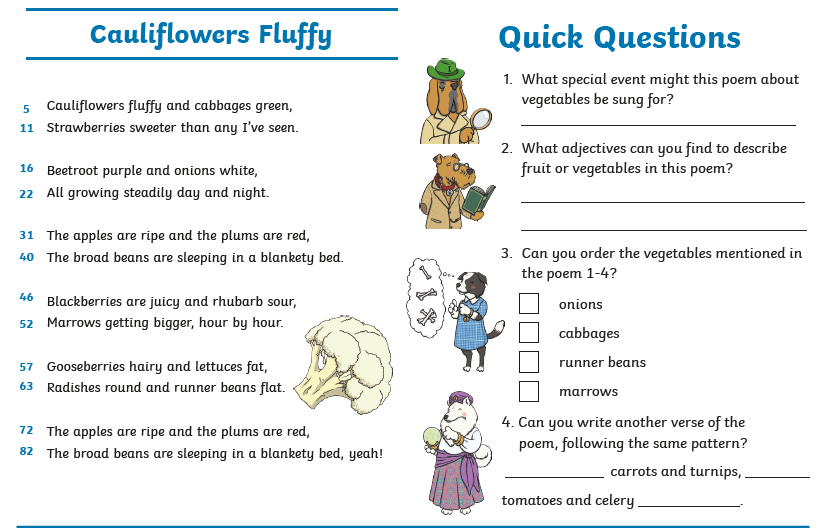 Cauliflowers Fluffy
5 Cauliflowers fluffy and cabbages green,
11 Strawberries sweeter than any I've seen.
16 Beetroot purple and onions white,
22 All growing steadily day and night.
31 The apples are ripe and the plums are red,
40 The broad beans are sleeping in a blankety bed.
46 Blackberries are juicy and rhubarb sour,
52 Marrows getting bigger, hour by hour.
57 Gooseberries hairy and lettuces fat,
63 Radishes round and runner beans flat.
72 The apples are ripe and the plums are red,
82 The broad beans are sleeping in a blankety bed, yeah!
Quick Questions
1. What special event might this poem about
vegetables be sung for?
2. What adjectives can you find to describe
fruit or vegetables in this poem?
3. Can you order the vegetables mentioned in
the poem 1-4?
onions
cabbages
runner beans
marrows
4. Can you write another verse of the
poem, following the same pattern?
____________ carrots and turnips, ________
tomatoes and celery ____________.